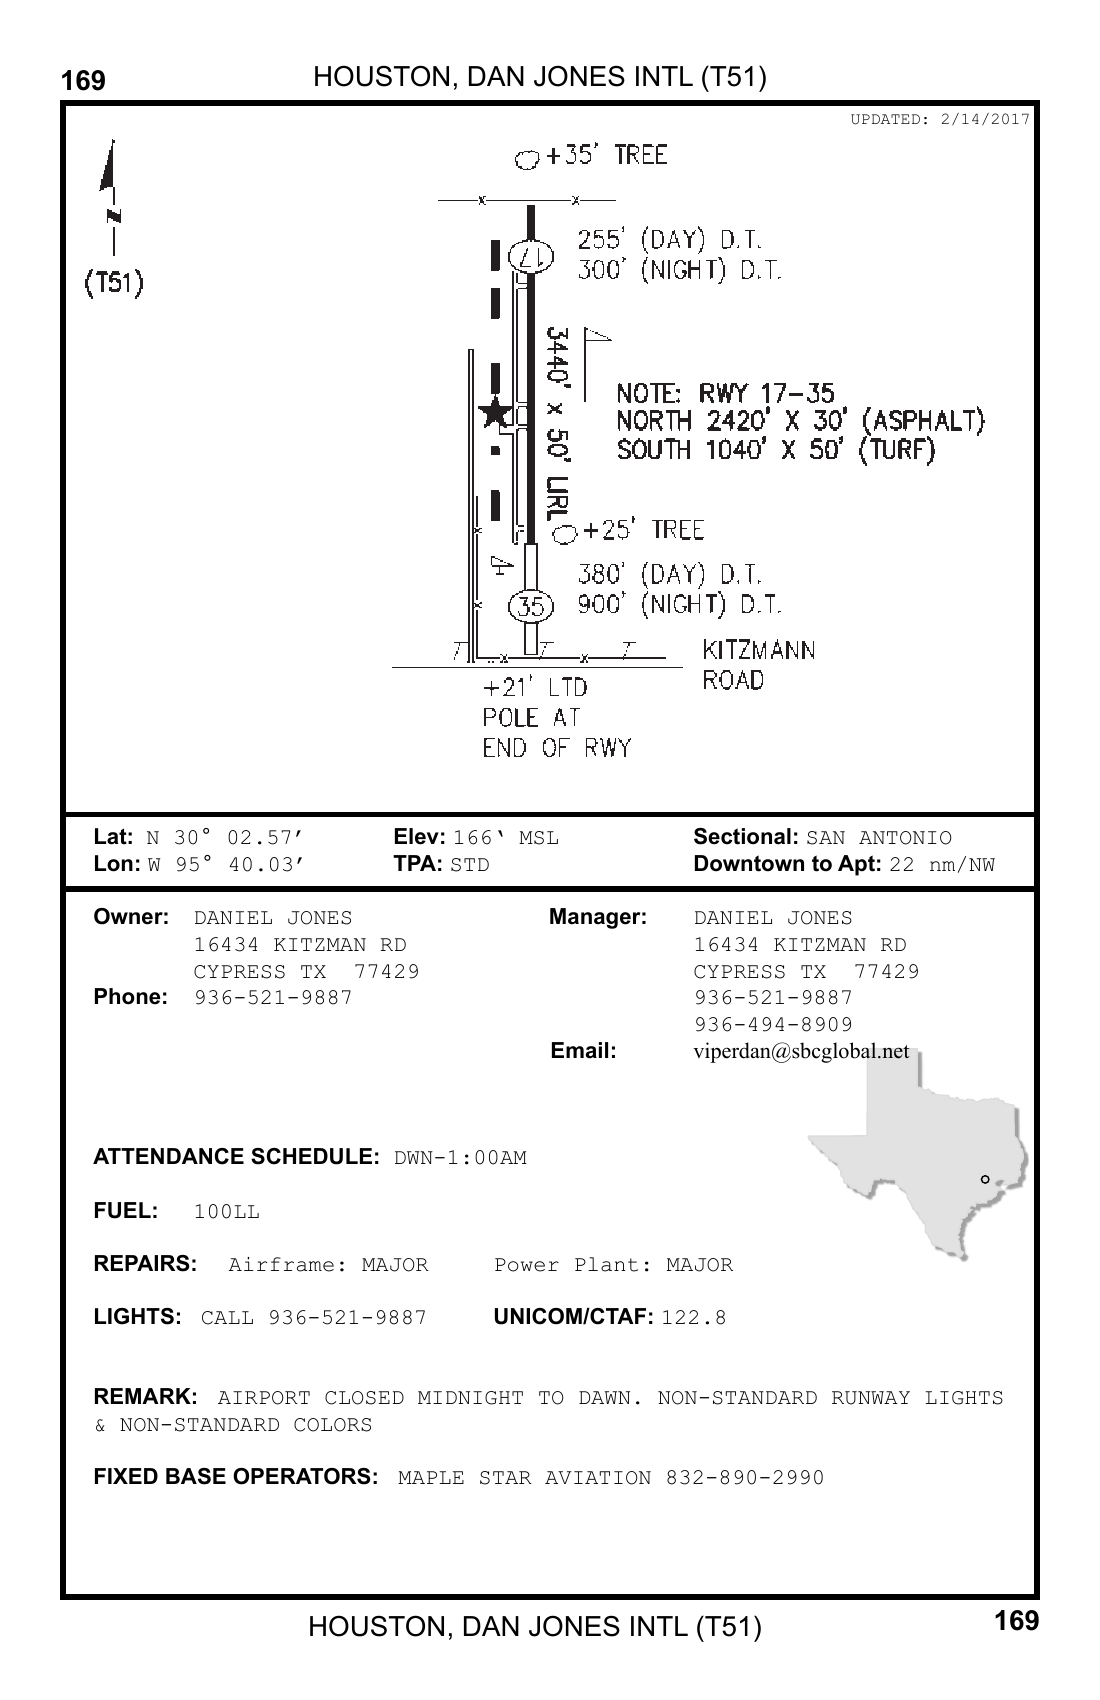 169
HOUSTON, DAN JONES INTL (T51)
UPDATED: 2/14/2017
+35' TREE
N
(T51)
17
255' (DAY) D.T.
300' (NIGHT) D.T.
3440' x 50' LIRL
NOTE: RWY 17-35
NORTH 2420' X 30' (ASPHALT)
SOUTH 1040' X 50' (TURF)
+25' TREE
380' (DAY) D.T.
900' (NIGHT) D.T.
35
KITZMANN
ROAD
+21' LTD
POLE AT
END OF RWY
Lat: N 30° 02.57’ Elev: 166‘ MSL Sectional: SAN ANTONIO
Lon: W 95° 40.03’ TPA: STD Downtown to Apt: 22 nm/NW
Owner: DANIEL JONES Manager: DANIEL JONES
16434 KITZMAN RD 16434 KITZMAN RD
CYPRESS TX 77429 CYPRESS TX 77429
Phone: 936-521-9887 936-521-9887
936-494-8909
Email: viperdan@sbcglobal.net
ATTENDANCE SCHEDULE: DWN-1:00AM
FUEL: 100LL
REPAIRS: Airframe: MAJOR Power Plant: MAJOR
LIGHTS: CALL 936-521-9887 UNICOM/CTAF: 122.8
REMARK: AIRPORT CLOSED MIDNIGHT TO DAWN. NON-STANDARD RUNWAY LIGHTS
& NON-STANDARD COLORS
FIXED BASE OPERATORS: MAPLE STAR AVIATION 832-890-2990
HOUSTON, DAN JONES INTL (T51)
169